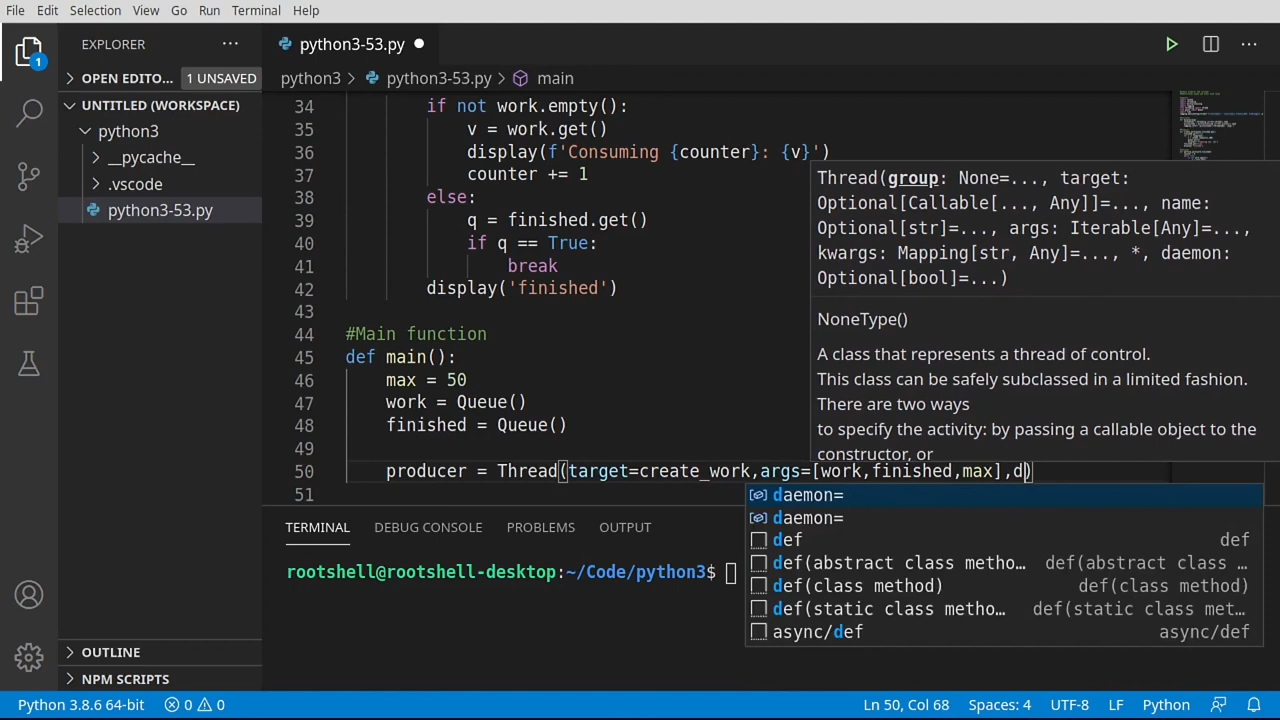 File Edit Selection View Go Run Terminal Help
EXPLORER
OPEN EDITO... 1 UNSAVED
UNTITLED (WORKSPACE)
python3
__pycache__
.vscode
python3-53.py
OUTLINE
NPM SCRIPTS
1
python3-53.py
python3 > python3-53.py > main
34 if not work.empty():
35 v = work.get()
36 display(f'Consuming {counter}: {v}')
37 counter += 1
38 else:
39 q = finished.get()
40 if q == True:
41 break
42 display('finished')
43
44 #Main function
45 def main():
46 max = 50
47 work = Queue()
48 finished = Queue()
49
50 producer = Thread(target=create_work,args=[work,finished,max],d)
51
Thread(group: None=..., target:
Optional[Callable[..., Any]]=..., name:
Optional[str]=..., args: Iterable[Any]=...,
kwargs: Mapping[str, Any]=..., *, daemon:
Optional[bool]=...)
NoneType()
A class that represents a thread of control.
This class can be safely subclassed in a limited fashion.
There are two ways
to specify the activity: by passing a callable object to the
constructor, or
daemon=
daemon=
def def
def(abstract class metho... def(abstract class ...
def(class method) def(class method)
def(static class metho... def(static class met...
async/def async/def
TERMINAL DEBUG CONSOLE PROBLEMS OUTPUT
rootshell@rootshell-desktop:~/Code/python3$
Python 3.8.6 64-bit 0 0 Ln 50, Col 68 Spaces: 4 UTF-8 LF Python